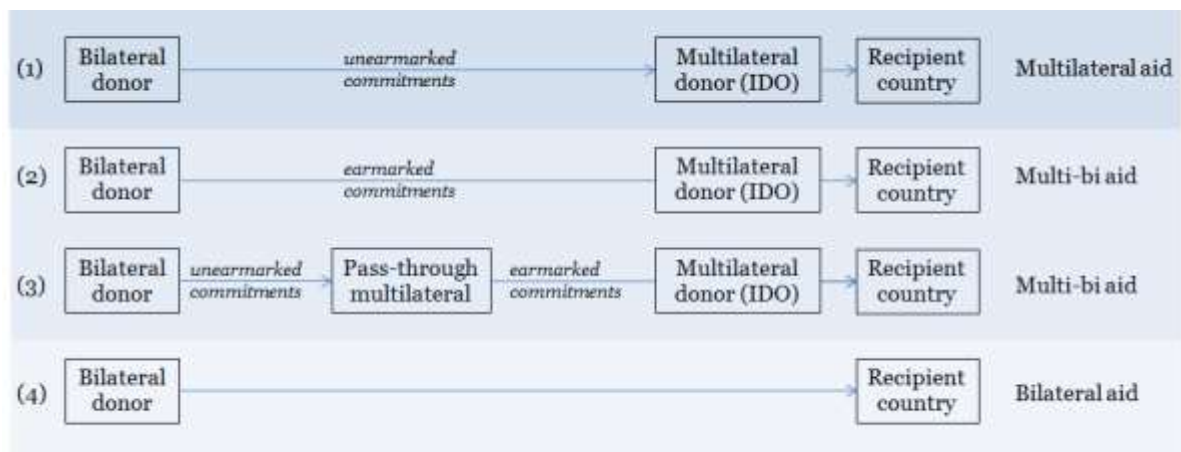 (1) Bilateral donor unearmarked commitments Multilateral donor (IDO) Recipient country Multilateral aid
(2) Bilateral donor earmarked commitments Multilateral donor (IDO) Recipient country Multi-bi aid
(3) Bilateral donor unearmarked commitments Pass-through multilateral earmarked commitments Multilateral donor (IDO) Recipient country Multi-bi aid
(4) Bilateral donor Recipient country Bilateral aid